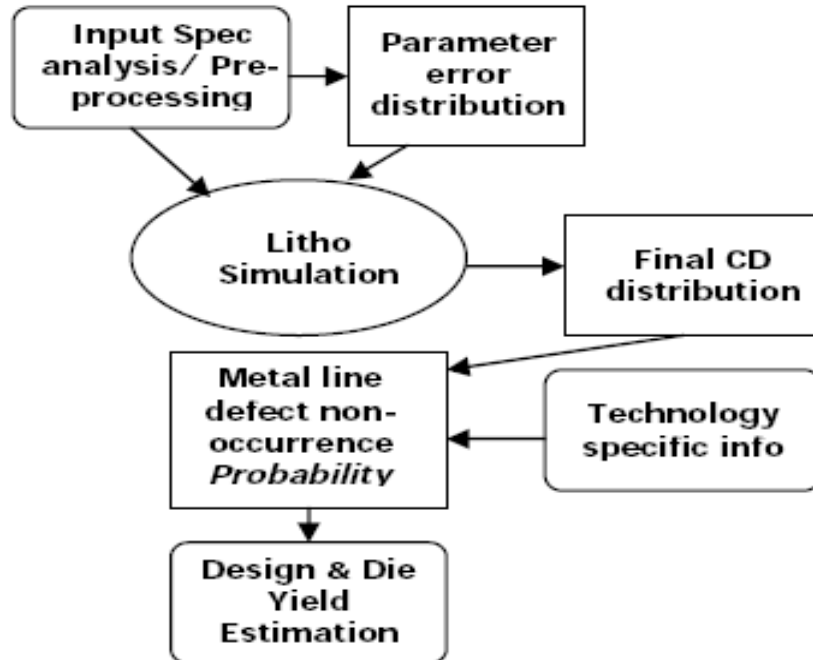 Input Spec
analysis/ Pre-
processing
Parameter
error
distribution
Litho
Simulation
Final CD
distribution
Metal line
defect non-
occurrence
Probability
Technology
specific info
Design & Die
Yield
Estimation